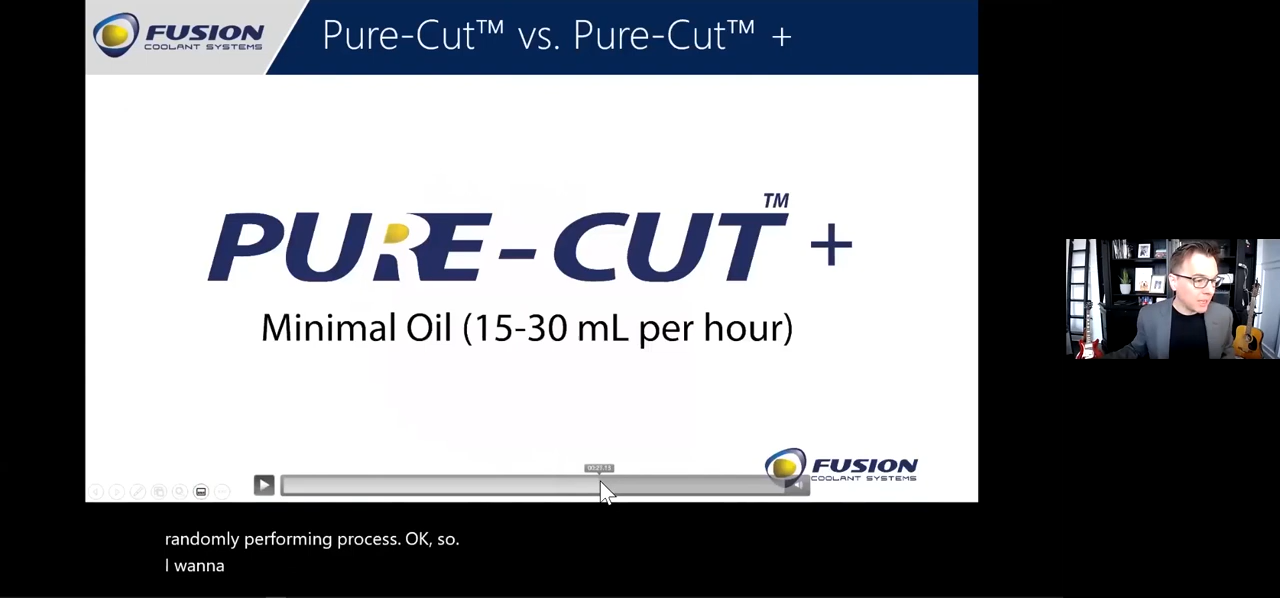 FUSION
COOLANT SYSTEMS
Pure-Cut™ vs. Pure-Cut™ +
PURE-CUT™ +
Minimal Oil (15-30 mL per hour)
FUSION
COOLANT SYSTEMS
randomly performing process. OK, so.
I wanna